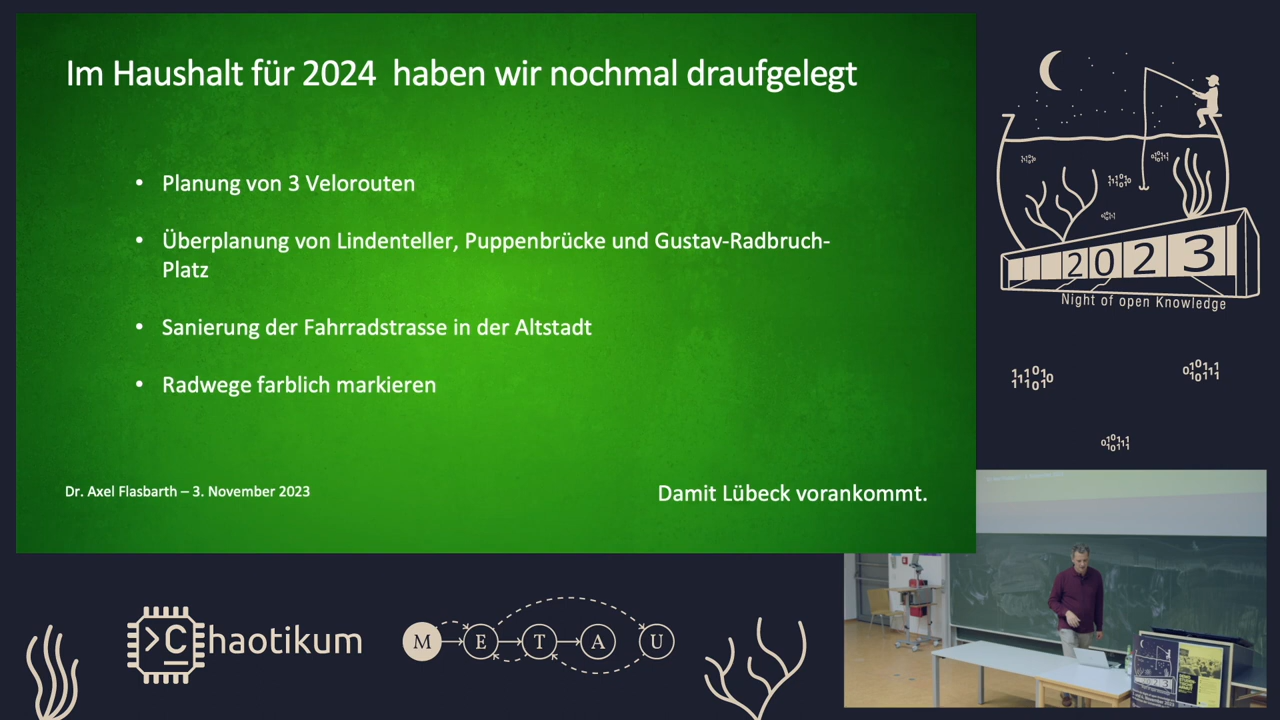 Im Haushalt für 2024 haben wir nochmal draufgelegt
• Planung von 3 Velorouten
• Überplanung von Lindenteller, Puppenbrücke und Gustav-Radbruch-
Platz
• Sanierung der Fahrradstrasse in der Altstadt
• Radwege farblich markieren
Dr. Axel Flasbarth – 3. November 2023
Damit Lübeck vorankommt.
2023
Night of open Knowledge
>C haotikum
M E T A U